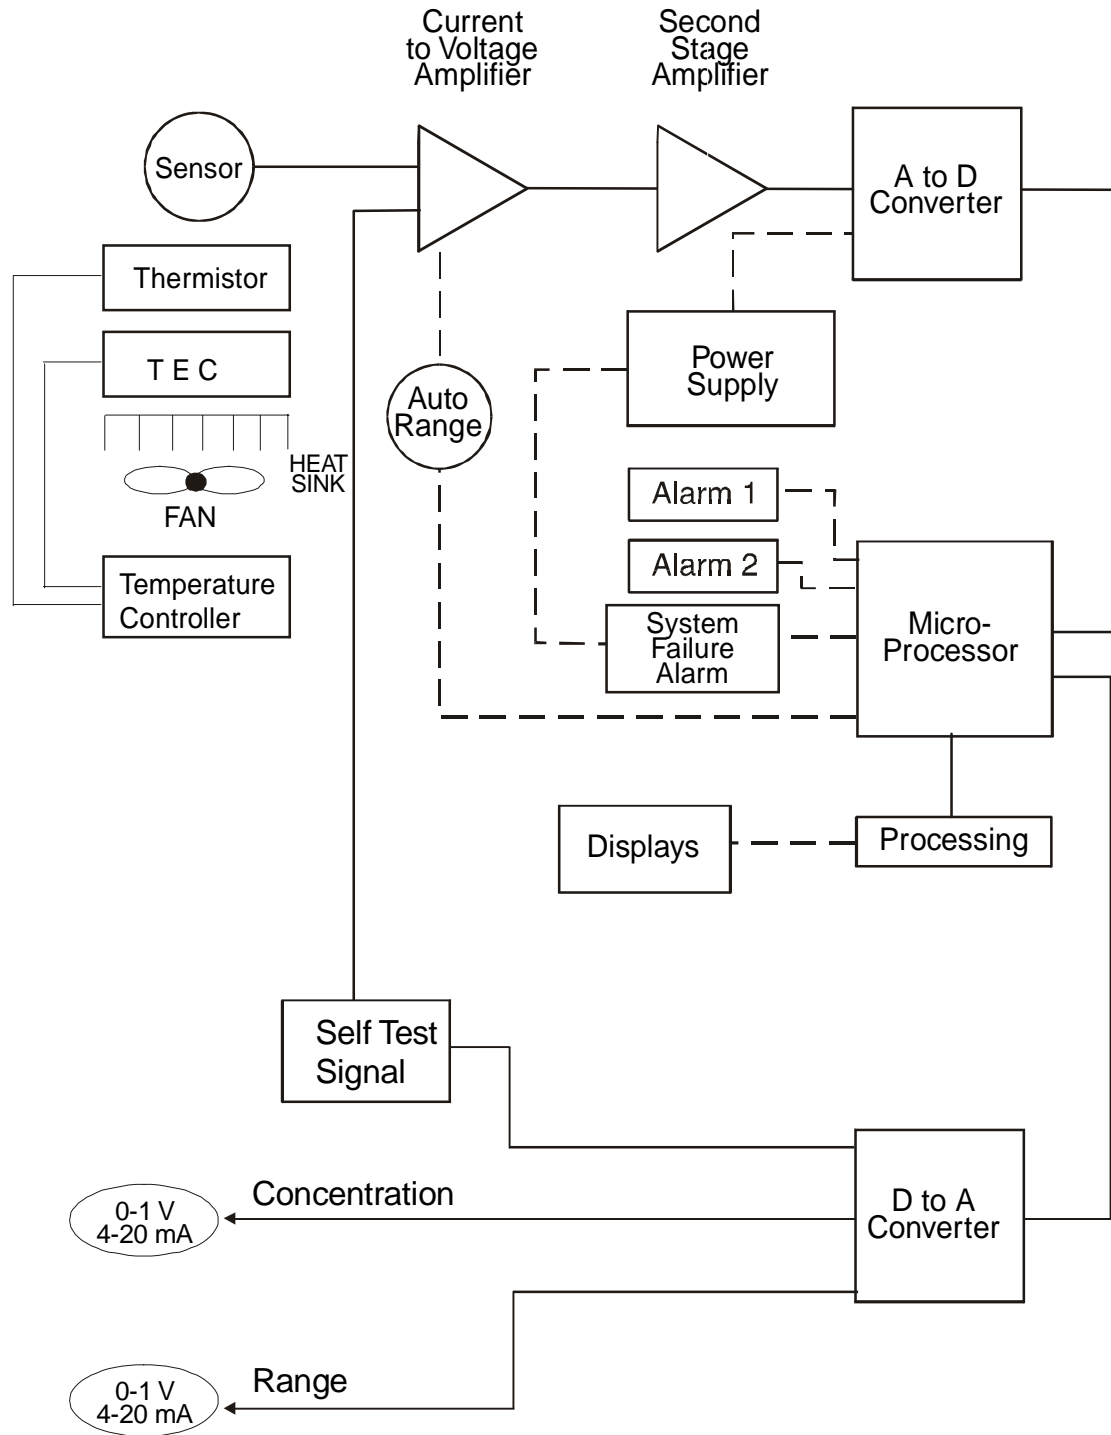 Current
to Voltage
Amplifier
Second
Stage
Amplifier
Sensor
A to D
Converter
Thermistor
T E C
HEAT
SINK
FAN
Temperature
Controller
Auto
Range
Power
Supply
Alarm 1
Alarm 2
System
Failure
Alarm
Micro-
Processor
Displays
Processing
Self Test
Signal
D to A
Converter
Concentration
0-1 V
4-20 mA
Range
0-1 V
4-20 mA